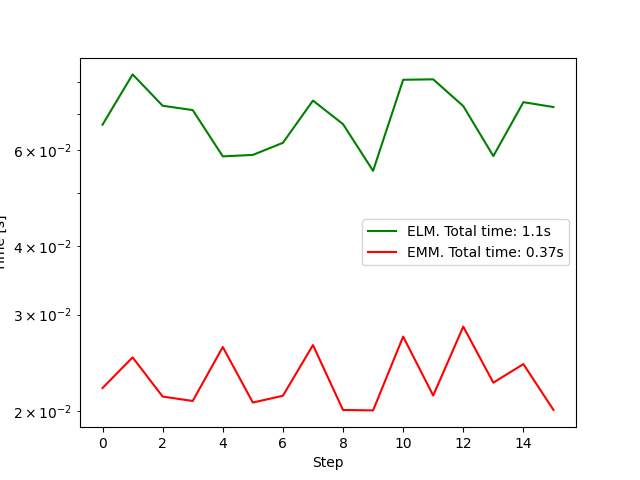 6 × 10⁻²
4 × 10⁻²
3 × 10⁻²
2 × 10⁻²
Time [s]
ELM. Total time: 1.1s
EMM. Total time: 0.37s
0 2 4 6 8 10 12 14
Step